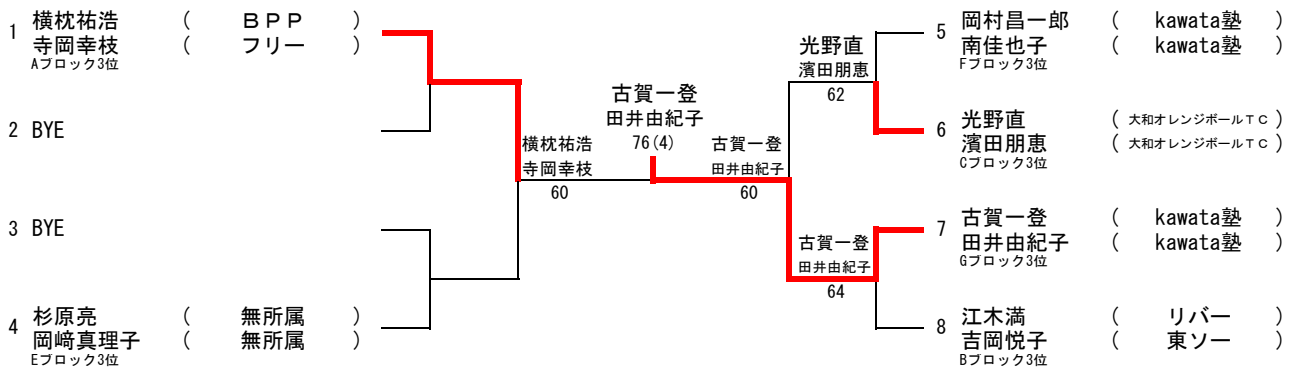 1 横枕祐浩 ( ＢＰＰ )
寺岡幸枝 ( フリー )
Aブロック3位
2 BYE
3 BYE
4 杉原亮 ( 無所属 )
岡﨑真理子 ( 無所属 )
Eブロック3位
横枕祐浩
寺岡幸枝
60
古賀一登
田井由紀子
76(4)
古賀一登
田井由紀子
60
光野直
濱田朋恵
62
古賀一登
田井由紀子
64
5 岡村昌一郎 ( kawata塾 )
南佳也子 ( kawata塾 )
Fブロック3位
6 光野直 ( 大和オレンジボールＴＣ )
濱田朋恵 ( 大和オレンジボールＴＣ )
Cブロック3位
7 古賀一登 ( kawata塾 )
田井由紀子 ( kawata塾 )
Gブロック3位
8 江木満 ( リバー )
吉岡悦子 ( 東ソー )
Bブロック3位